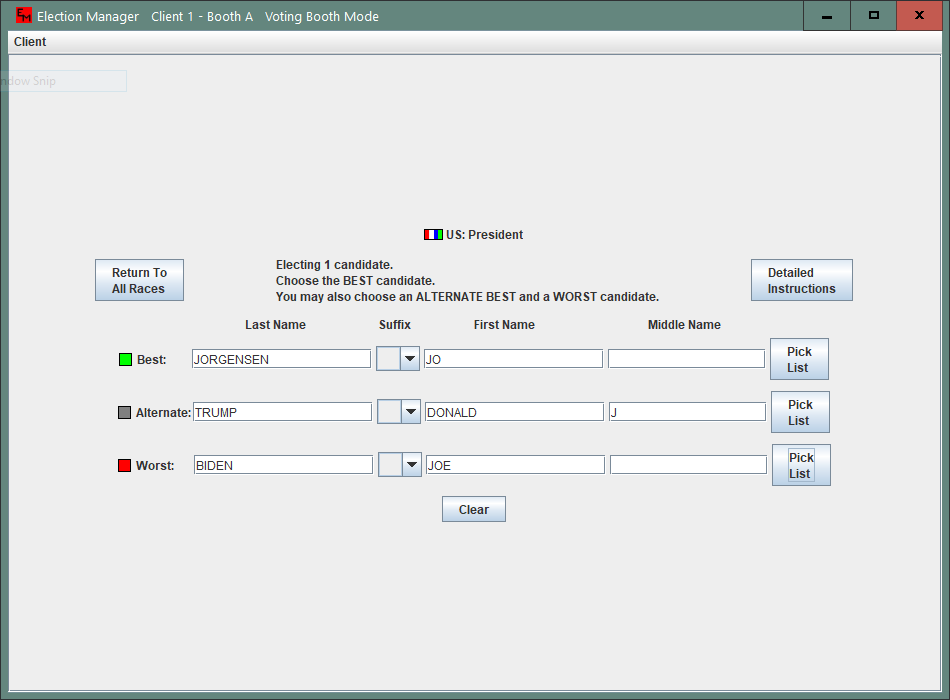 EM Election Manager Client 1 - Booth A Voting Booth Mode
Client
ndow Snip
US: President
Return To
All Races
Electing 1 candidate.
Choose the BEST candidate.
You may also choose an ALTERNATE BEST and a WORST candidate.
Detailed
Instructions
Last Name Suffix First Name Middle Name
Best: JORGENSEN JO
Pick
List
Alternate: TRUMP DONALD J
Pick
List
Worst: BIDEN JOE
Pick
List
Clear